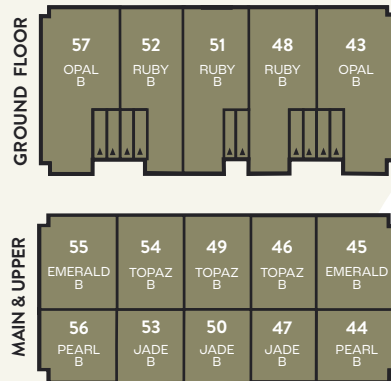 GROUND FLOOR
57 52 51 48 43
OPAL RUBY RUBY RUBY OPAL
B B B B B
MAIN & UPPER
55 54 49 46 45
EMERALD TOPAZ TOPAZ TOPAZ EMERALD
B B B B B
56 53 50 47 44
PEARL JADE JADE JADE PEARL
B B B B B